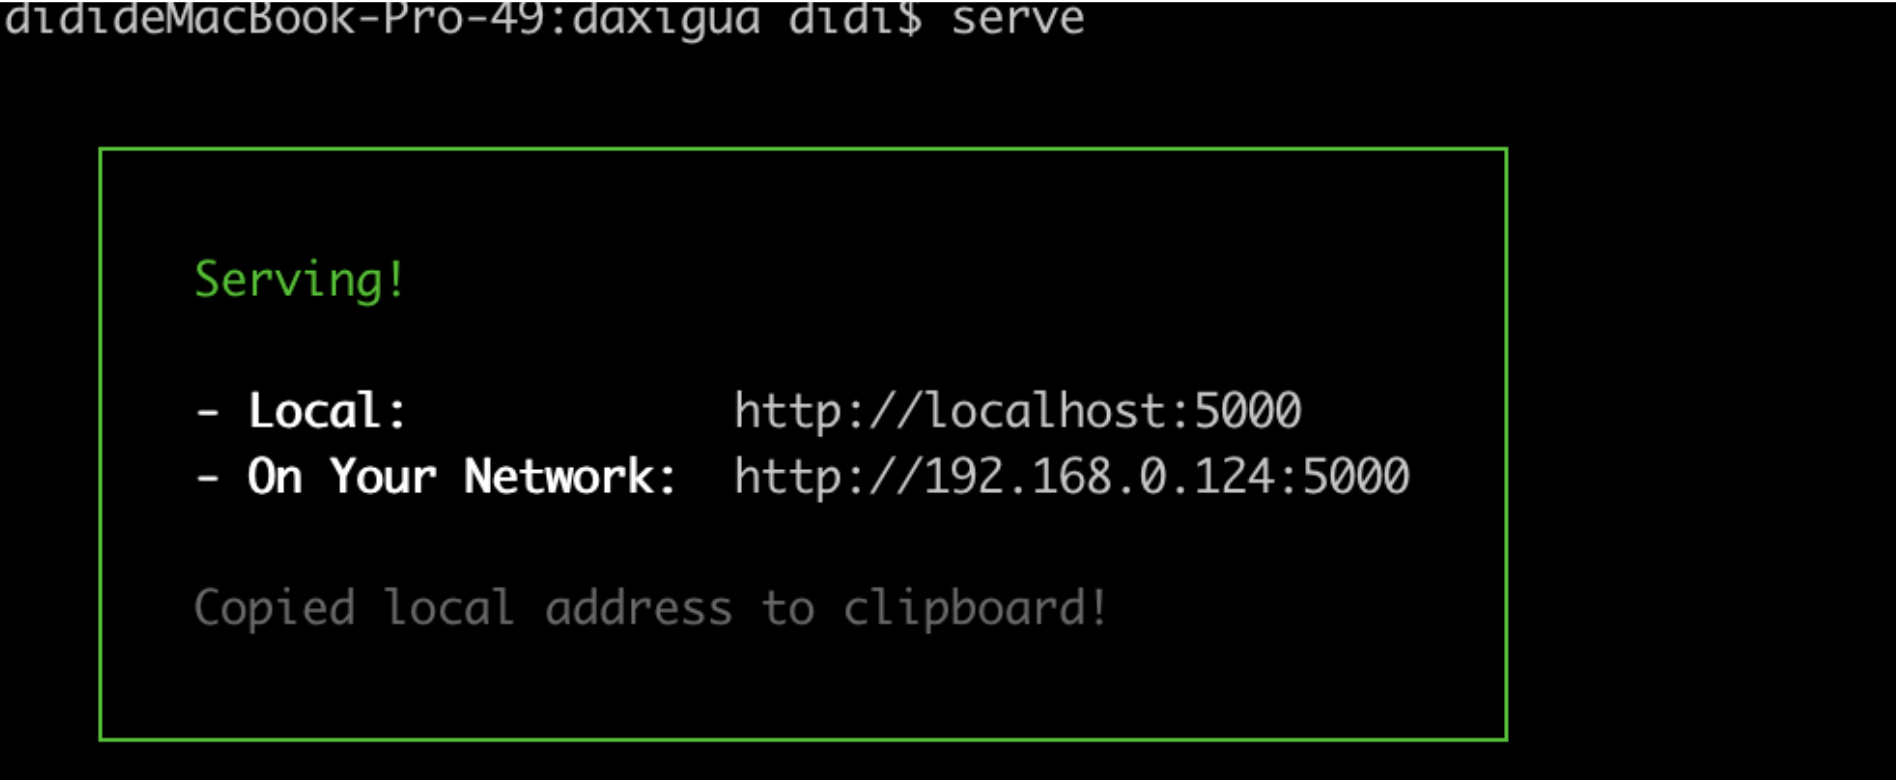 didideMacBook-Pro-49:daxigua didi$ serve
Serving!
- Local: http://localhost:5000
- On Your Network: http://192.168.0.124:5000
Copied local address to clipboard!